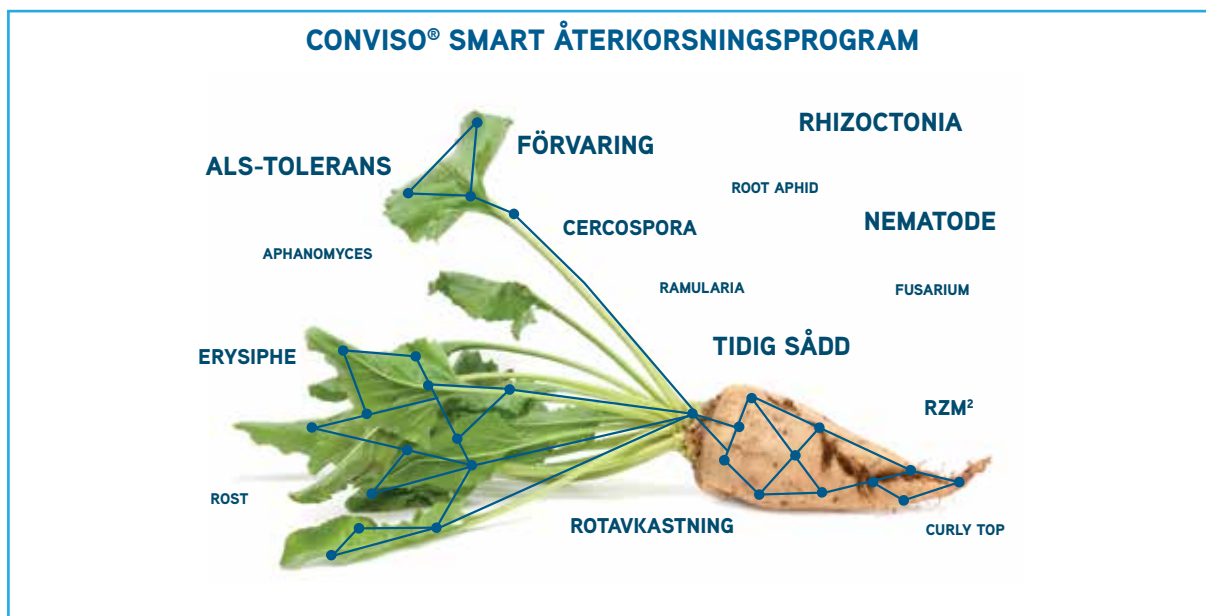 CONVISO® SMART ÅTERKORSNINGSPROGRAM
RHIZOCTONIA
FÖRVARING
ALS-TOLERANS
ROOT APHID
NEMATODE
CERCOSPORA
APHANOMYCES
RAMULARIA
FUSARIUM
TIDIG SÅDD
ERYSIPHE
RZM²
ROST
ROTAVKASTNING
CURLY TOP